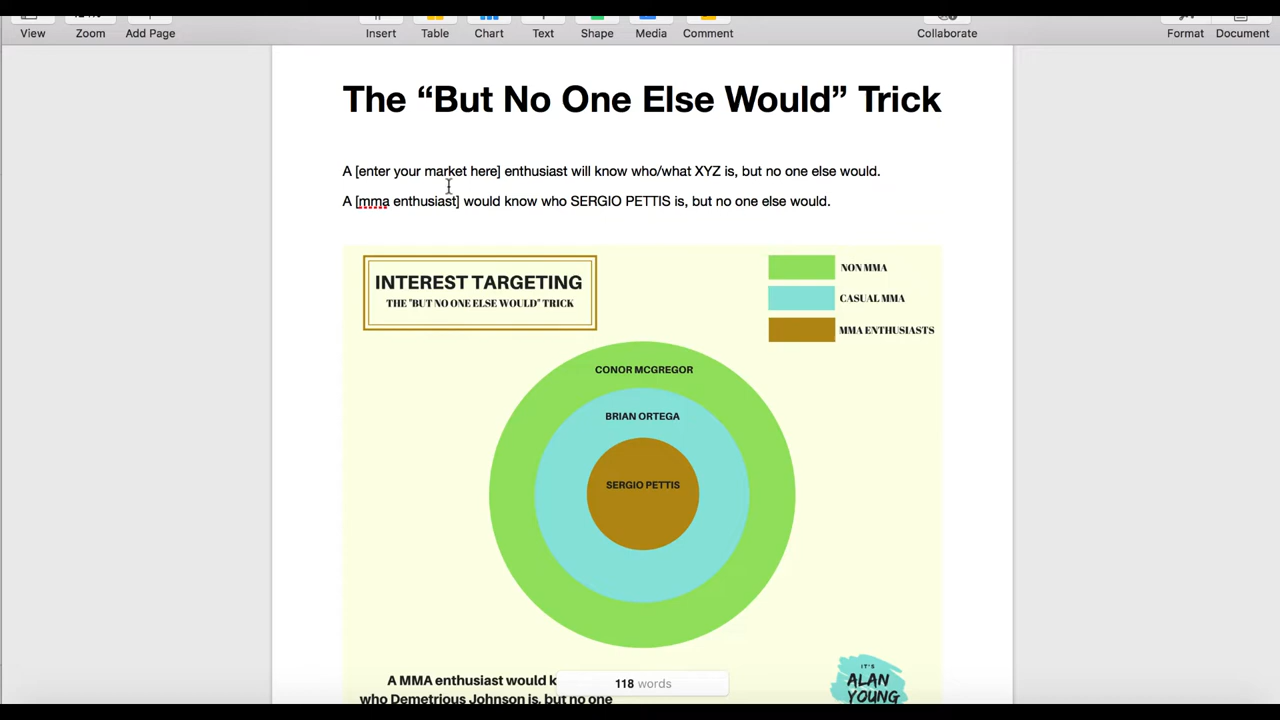 View
Zoom
Add Page
Insert
Table
Chart
Text
Shape
Media
Comment
Collaborate
Format
Document
The “But No One Else Would” Trick
A [enter your market here] enthusiast will know who/what XYZ is, but no one else would.
A [mma enthusiast] would know who SERGIO PETTIS is, but no one else would.
INTEREST TARGETING
THE "BUT NO ONE ELSE WOULD" TRICK
NON MMA
CASUAL MMA
MMA ENTHUSIASTS
CONOR MCGREGOR
BRIAN ORTEGA
SERGIO PETTIS
A MMA enthusiast would
who Demetrious Johnson is, but no one
118 words
IT'S
ALAN
YOUNG